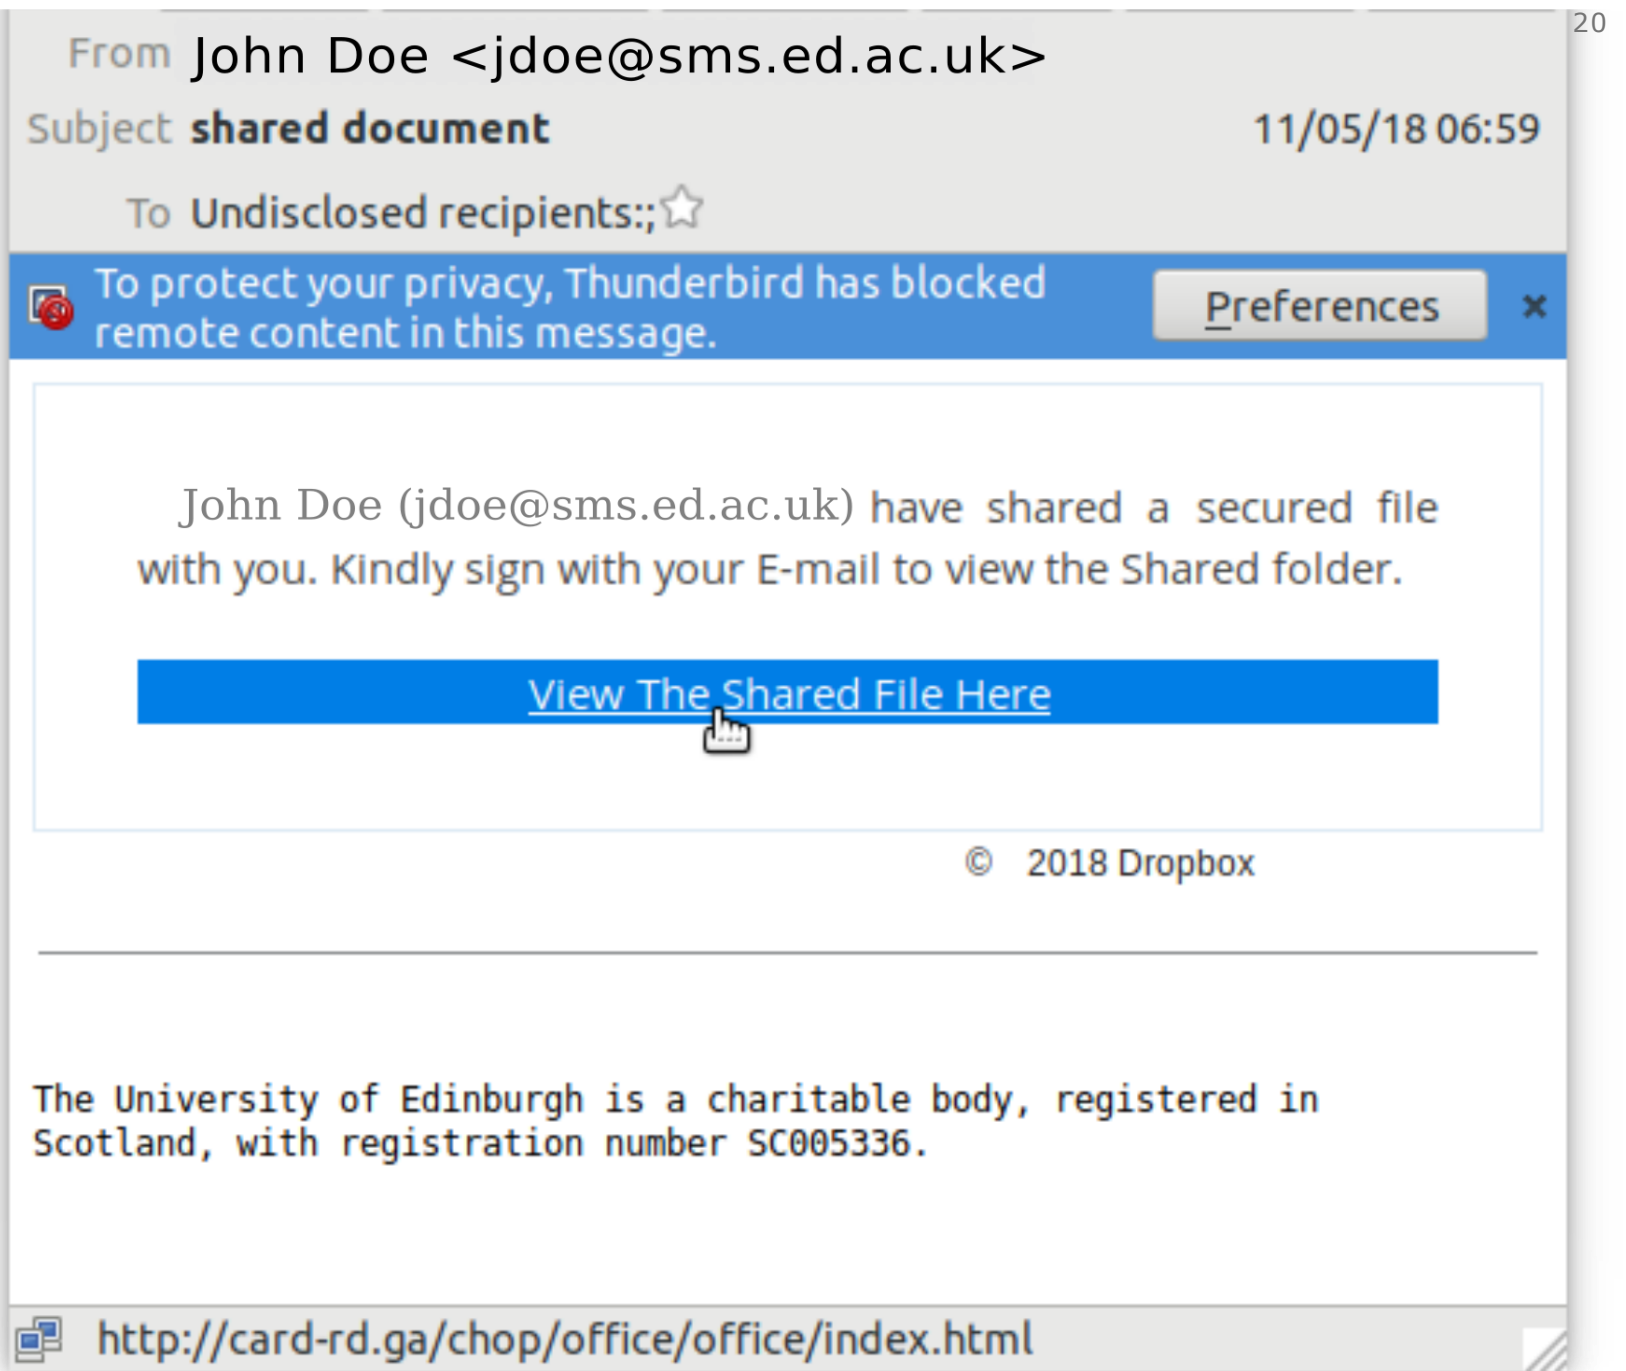 20
From John Doe <jdoe@sms.ed.ac.uk>
Subject shared document 11/05/18 06:59
To Undisclosed recipients:;
To protect your privacy, Thunderbird has blocked
remote content in this message.
Preferences
John Doe (jdoe@sms.ed.ac.uk) have shared a secured file
with you. Kindly sign with your E-mail to view the Shared folder.
View The Shared File Here
© 2018 Dropbox
The University of Edinburgh is a charitable body, registered in
Scotland, with registration number SC005336.
http://card-rd.ga/chop/office/office/index.html